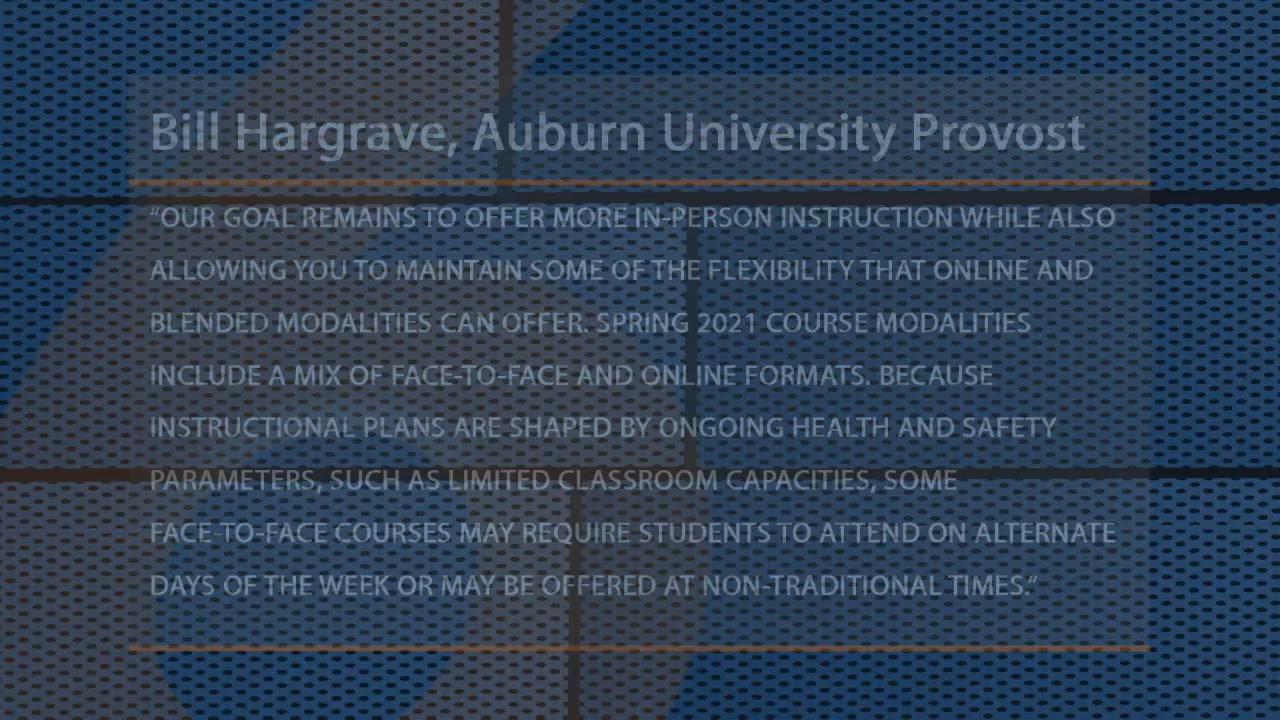 Bill Hargrave, Auburn University Provost
“OUR GOAL REMAINS TO OFFER MORE IN-PERSON INSTRUCTION WHILE ALSO
ALLOWING YOU TO MAINTAIN SOME OF THE FLEXIBILITY THAT ONLINE AND
BLENDED MODALITIES CAN OFFER. SPRING 2021 COURSE MODALITIES
INCLUDE A MIX OF FACE-TO-FACE AND ONLINE FORMATS. BECAUSE
INSTRUCTIONAL PLANS ARE SHAPED BY ONGOING HEALTH AND SAFETY
PARAMETERS, SUCH AS LIMITED CLASSROOM CAPACITIES, SOME
FACE-TO-FACE COURSES MAY REQUIRE STUDENTS TO ATTEND ON ALTERNATE
DAYS OF THE WEEK OR MAY BE OFFERED AT NON-TRADITIONAL TIMES.“